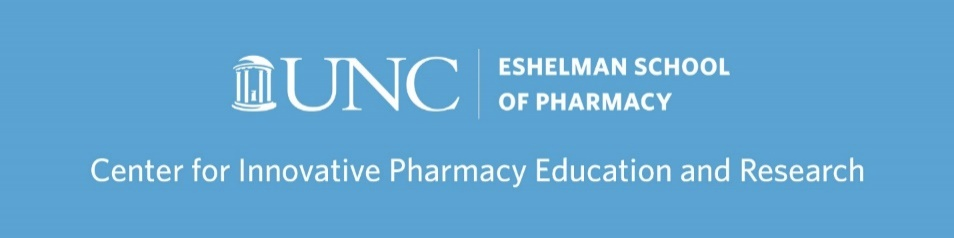 UNC
ESHELMAN SCHOOL
OF PHARMACY
Center for Innovative Pharmacy Education and Research